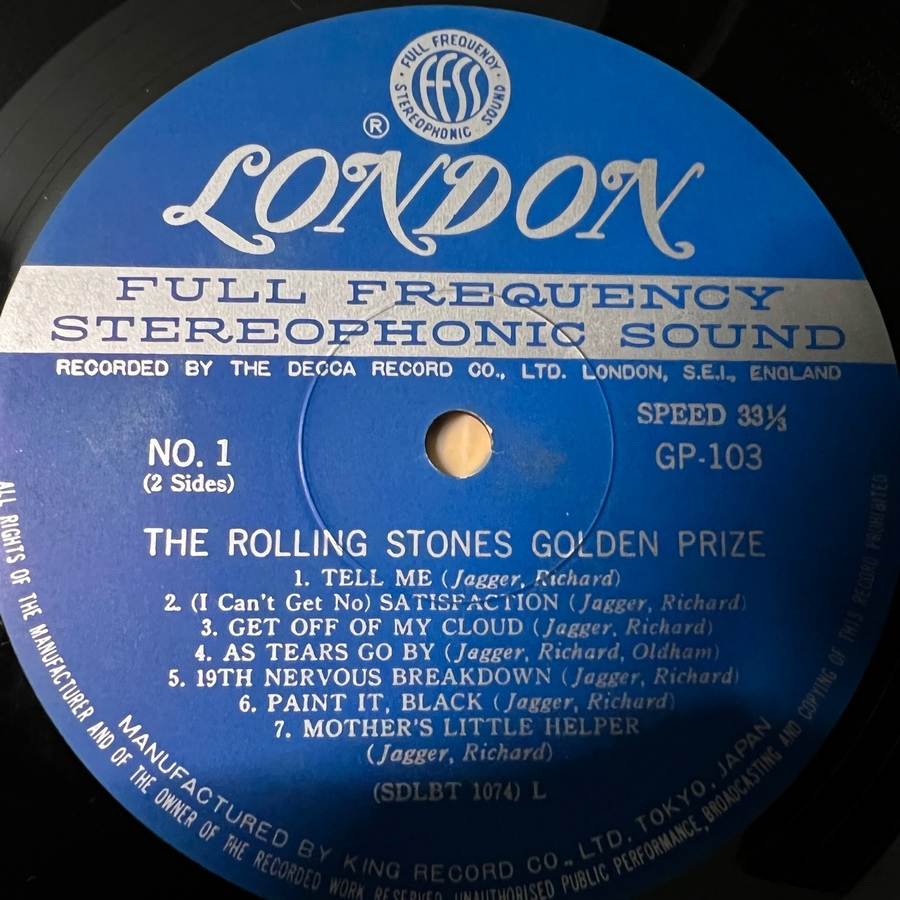 FULL FREQUENCY
FFSS
STEREOPHONIC SOUND
®
LONDON
FULL FREQUENCY
STEREOPHONIC SOUND
RECORDED BY THE DECCA RECORD CO., LTD. LONDON, S.E.I., ENGLAND
SPEED 33⅓
NO. 1
GP-103
(2 Sides)
THE ROLLING STONES GOLDEN PRIZE
1. TELL ME (Jagger, Richard)
2. (I Can't Get No) SATISFACTION (Jagger, Richard)
3. GET OFF OF MY CLOUD (Jagger, Richard)
4. AS TEARS GO BY (Jagger, Richard, Oldham)
5. 19TH NERVOUS BREAKDOWN (Jagger, Richard)
6. PAINT IT, BLACK (Jagger, Richard)
7. MOTHER'S LITTLE HELPER
(Jagger, Richard)
(SDLBT 1074) L
MANUFACTURED BY KING RECORD CO., LTD. TOKYO, JAPAN
ALL RIGHTS OF THE MANUFACTURER AND OF THE OWNER OF THE RECORDED WORK RESERVED UNAUTHORISED PUBLIC PERFORMANCE, BROADCASTING AND COPYING OF THIS RECORD PROHIBITED